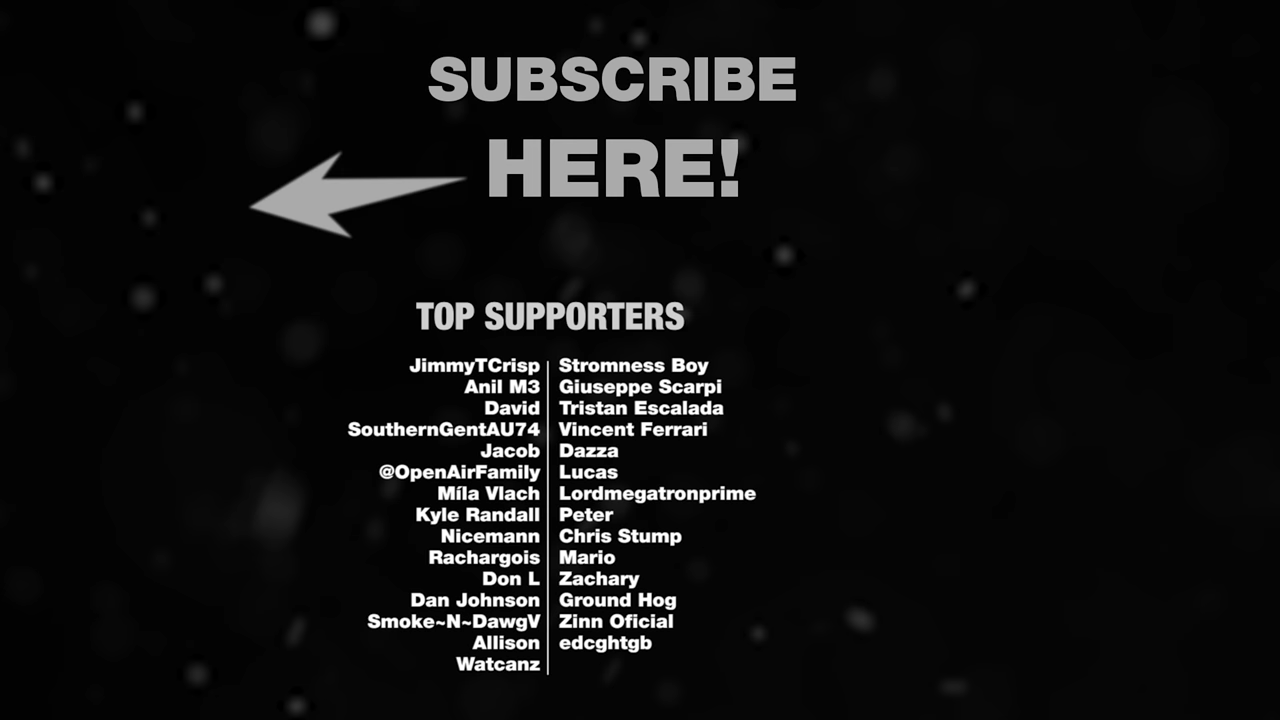 SUBSCRIBE
HERE!
TOP SUPPORTERS
JimmyTCrisp
Anil M3
David
SouthernGentAU74
Jacob
@OpenAirFamily
Míla Vlach
Kyle Randall
Nicemann
Rachargois
Don L
Dan Johnson
Smoke~N~DawgV
Allison
Watcanz
Stromness Boy
Giuseppe Scarpi
Tristan Escalada
Vincent Ferrari
Dazza
Lucas
Lordmegatronprime
Peter
Chris Stump
Mario
Zachary
Ground Hog
Zinn Oficial
edcghtgb